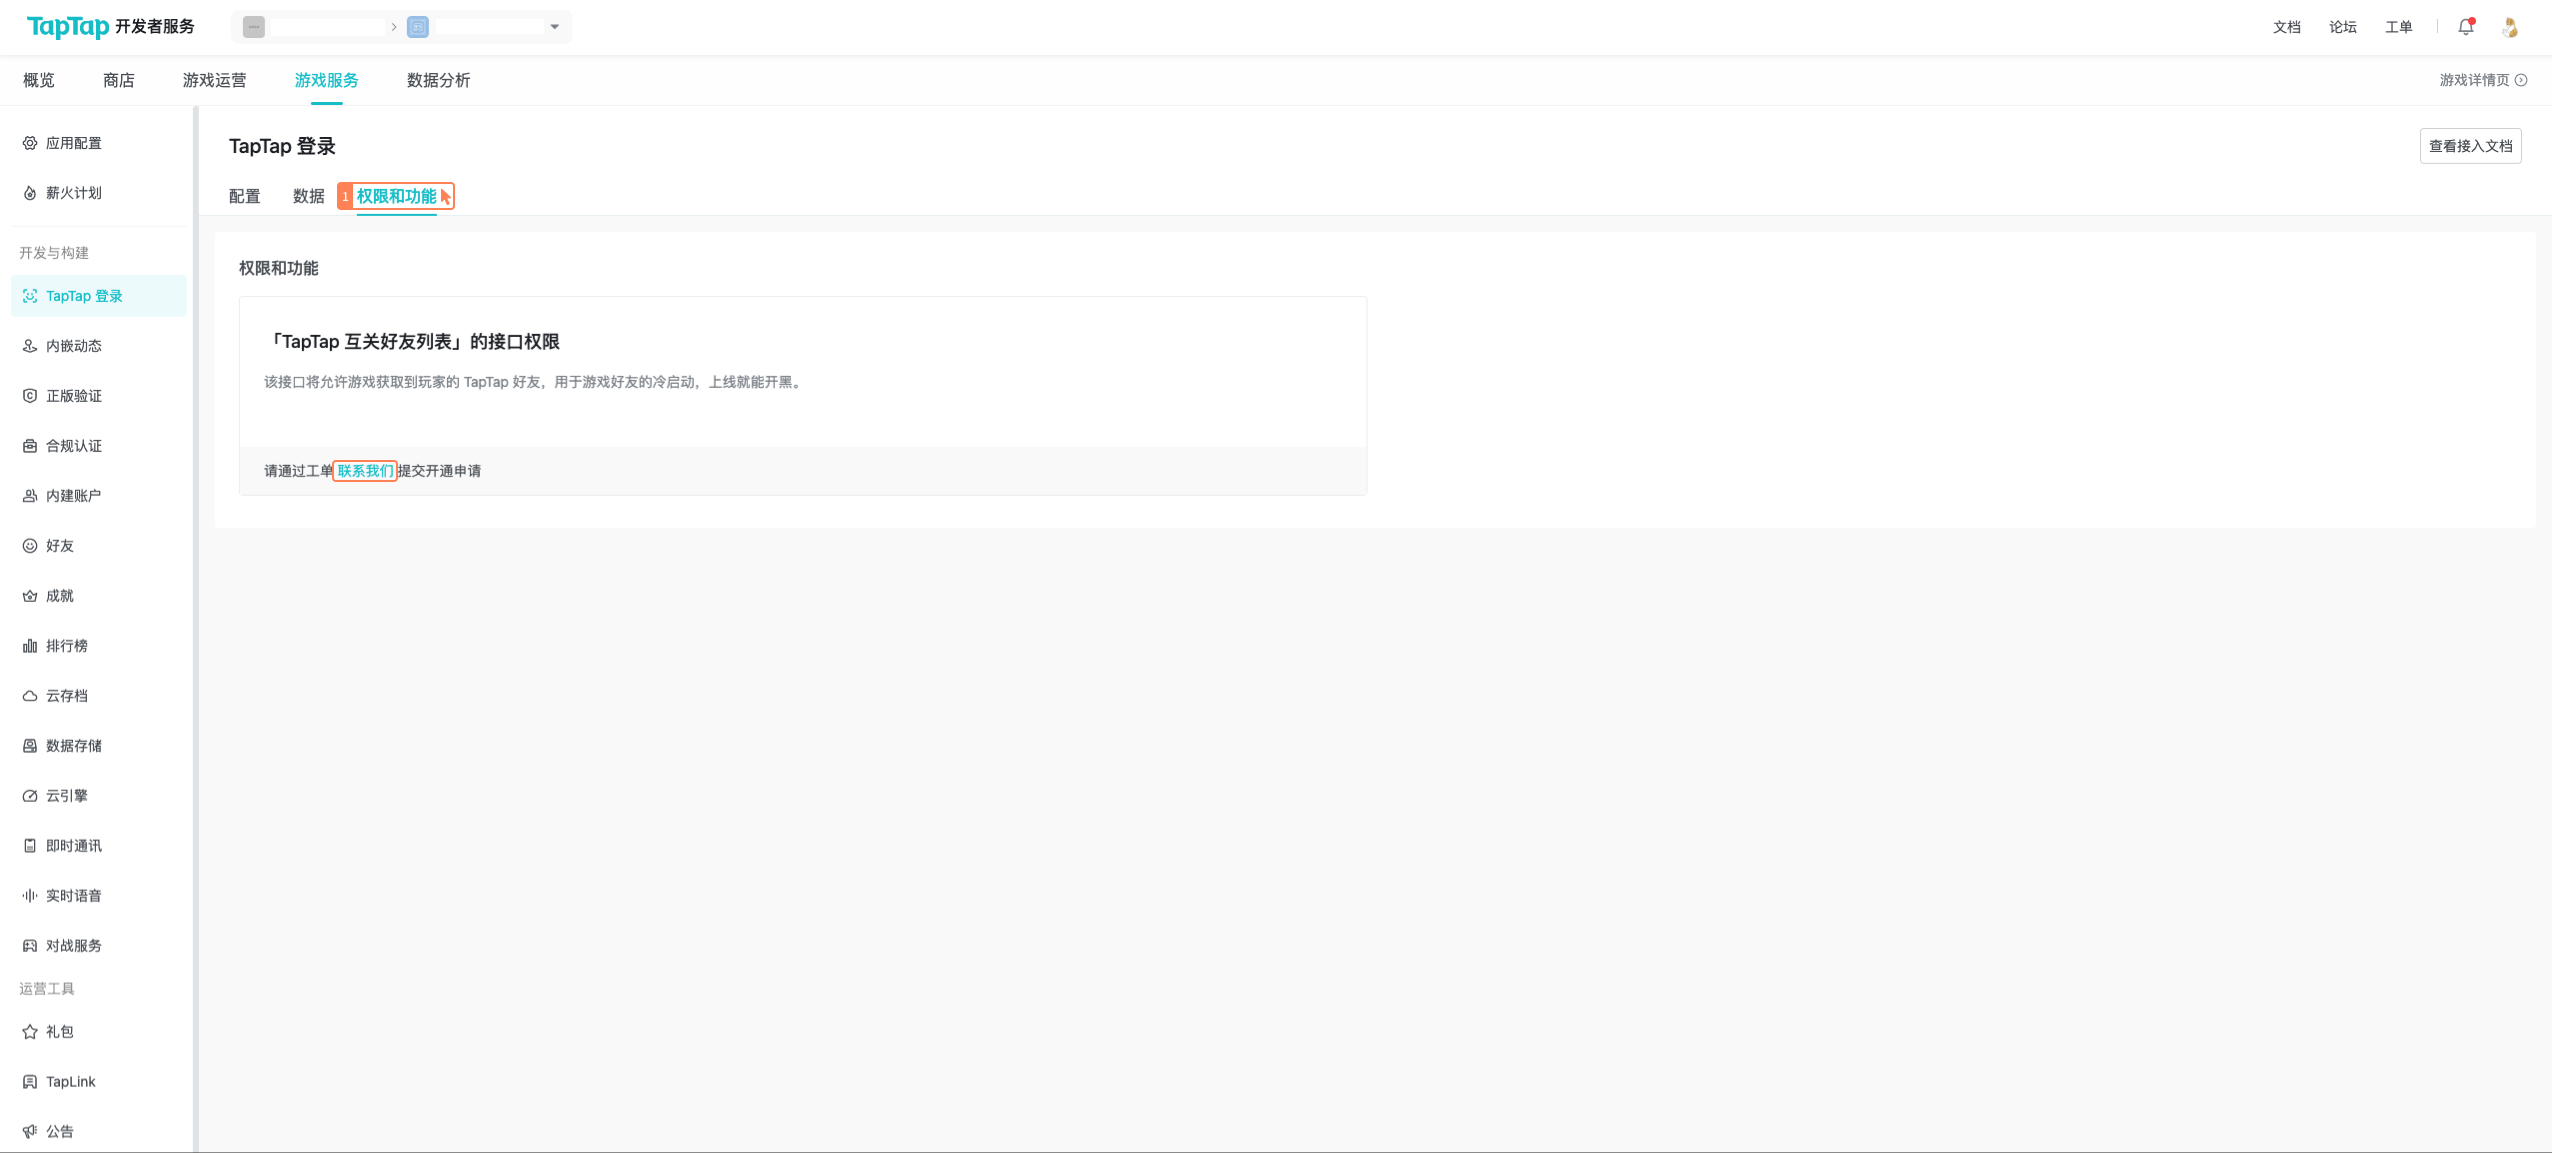 TapTap 开发者服务
文档 论坛 工单
概览 商店 游戏运营 游戏服务 数据分析
游戏详情页
应用配置
薪火计划
开发与构建
TapTap 登录
内嵌动态
正版验证
合规认证
内建账户
好友
成就
排行榜
云存档
数据存储
云引擎
即时通讯
实时语音
对战服务
运营工具
礼包
TapLink
公告
TapTap 登录
查看接入文档
配置 数据 1 权限和功能
权限和功能
「TapTap 互关好友列表」的接口权限
该接口将允许游戏获取到玩家的 TapTap 好友，用于游戏好友的冷启动，上线就能开黑。
请通过工单 联系我们 提交开通申请